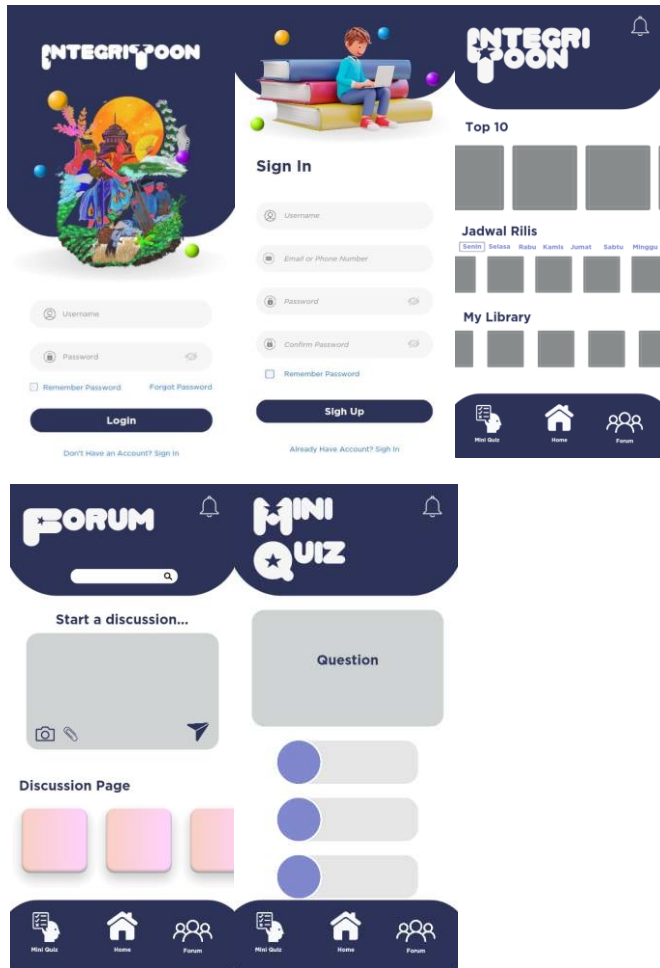 INTEGRITOON
Username
Password
Remember Password Forgot Password
Login
Don't Have an Account? Sign In
Sign In
Username
Email or Phone Number
Password
Confirm Password
Remember Password
Sigh Up
Already Have Account? Sigh In
INTEGRI
TOON
Top 10
Jadwal Rilis
Senin Selasa Rabu Kamis Jumat Sabtu Minggu
My Library
Mini Quiz Home Forum
FORUM
Start a discussion...
Discussion Page
Mini Quiz Home Forum
MINI
QUIZ
Question
Mini Quiz Home Forum